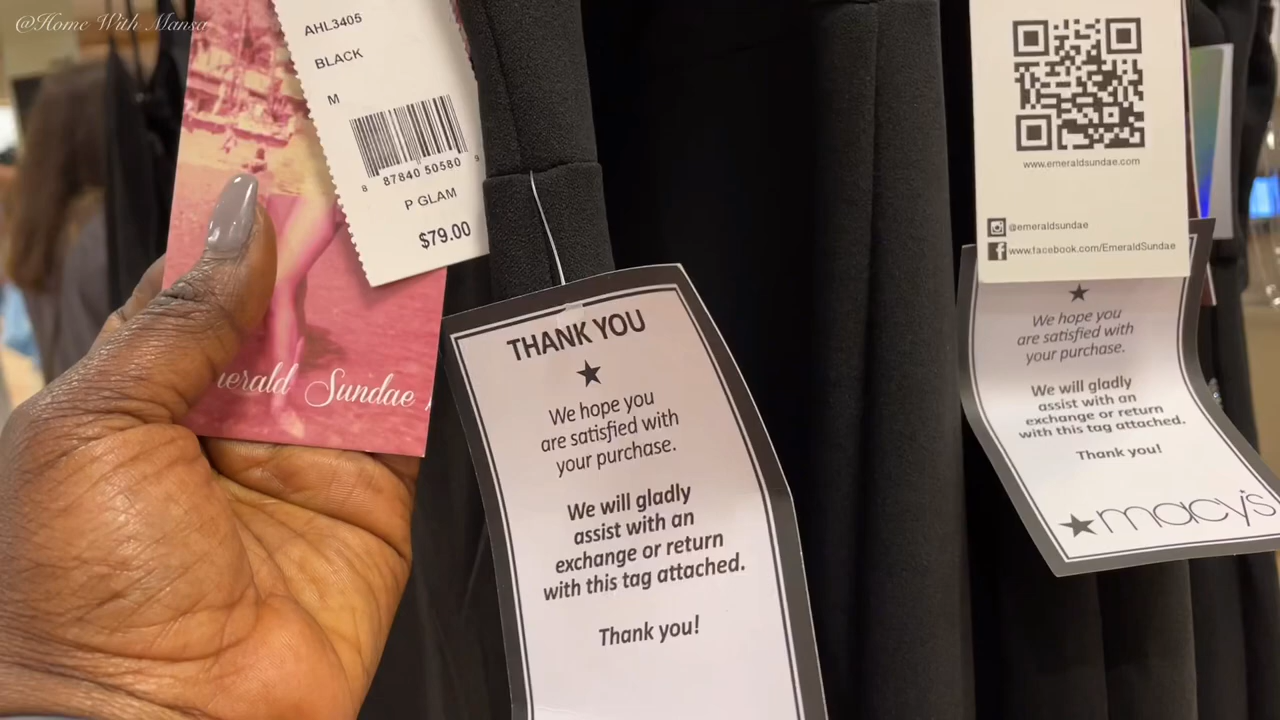 @Home With Mansa
AHL3405
BLACK
M
8 87840 50580 9
P GLAM
$79.00
Sundae
THANK YOU
We hope you
are satisfied with
your purchase.
We will gladly
assist with an
exchange or return
with this tag attached.
Thank you!
www.emeraldsundae.com
@emeraldsundae
www.facebook.com/EmeraldSundae
We hope you
are satisfied with
your purchase.
We will gladly
assist with an
exchange or return
with this tag attached.
Thank you!
macy's